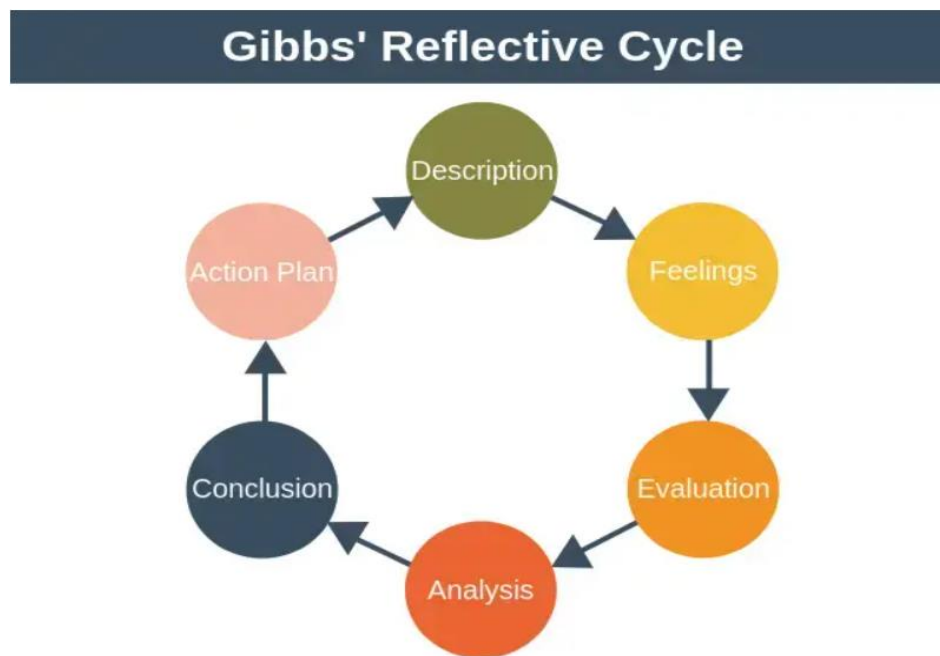 Gibbs' Reflective Cycle
Description
Feelings
Evaluation
Analysis
Conclusion
Action Plan